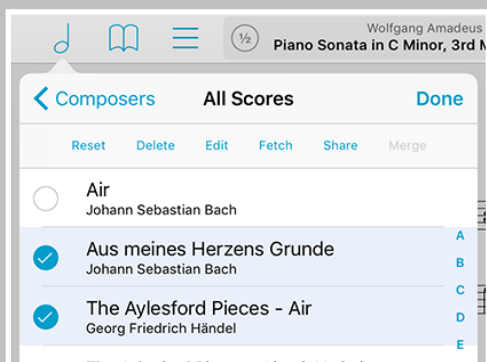 ½
Wolfgang Amadeus
Piano Sonata in C Minor, 3rd
Composers All Scores Done
Reset Delete Edit Fetch Share Merge
Air
Johann Sebastian Bach
A
Aus meines Herzens Grunde
B
Johann Sebastian Bach
C
The Aylesford Pieces - Air
D
Georg Friedrich Händel
E